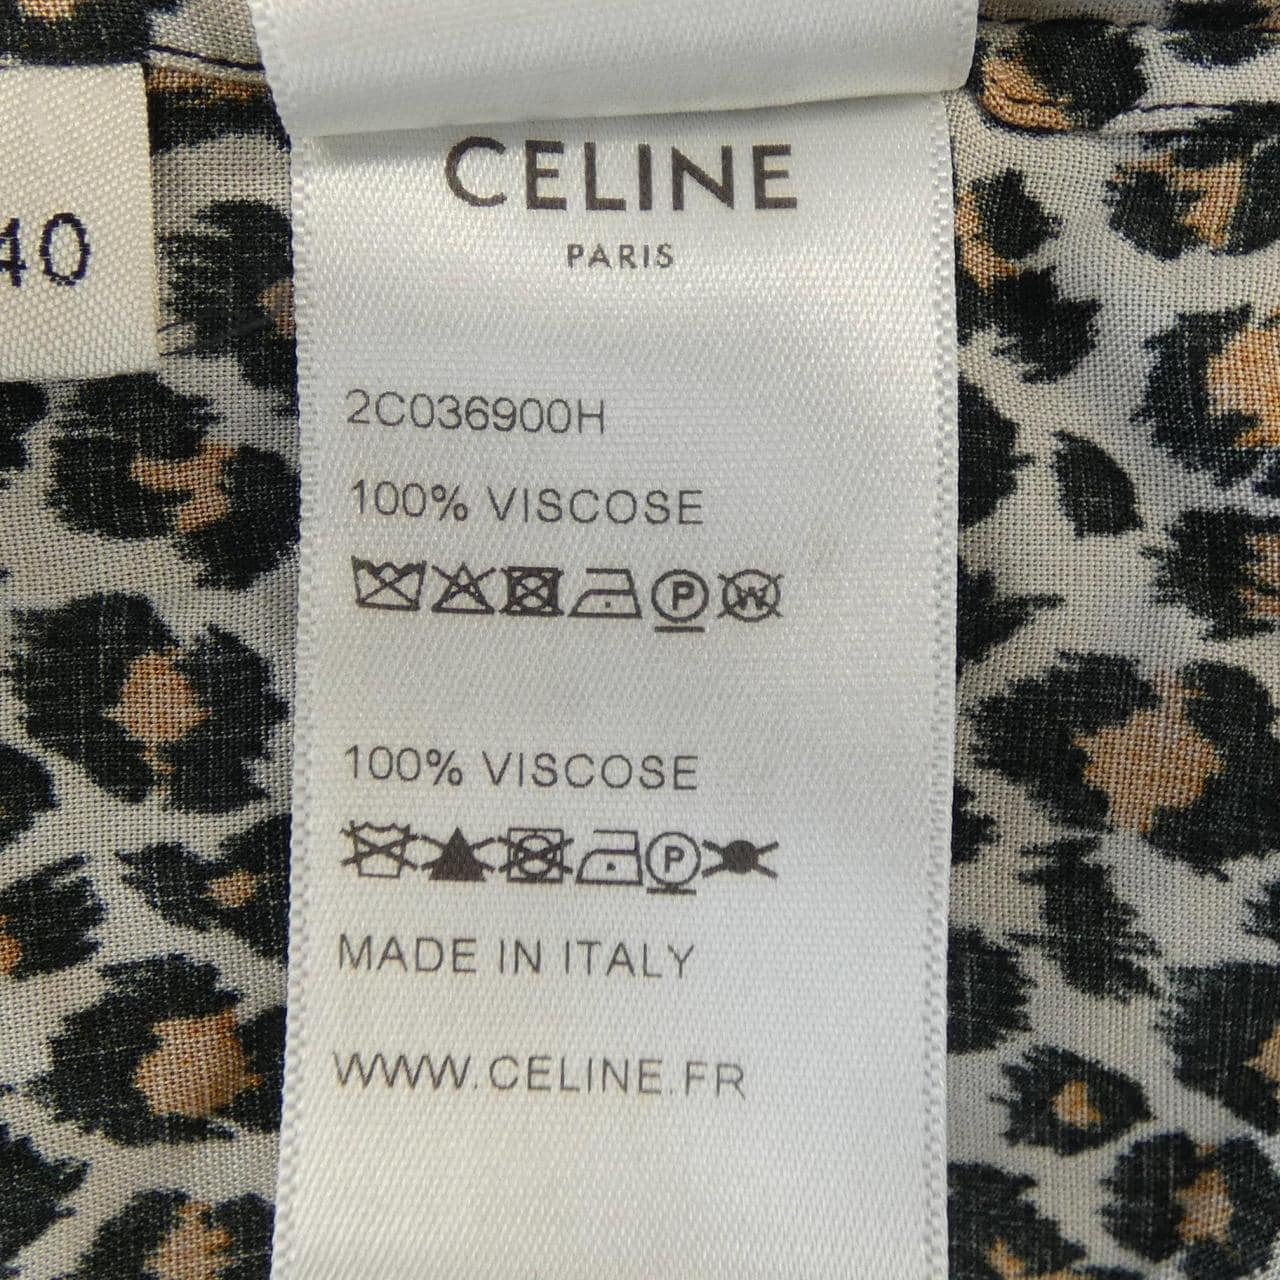 CELINE
PARIS
40
2C036900H
100% VISCOSE
P W
100% VISCOSE
P
MADE IN ITALY
WWW.CELINE.FR